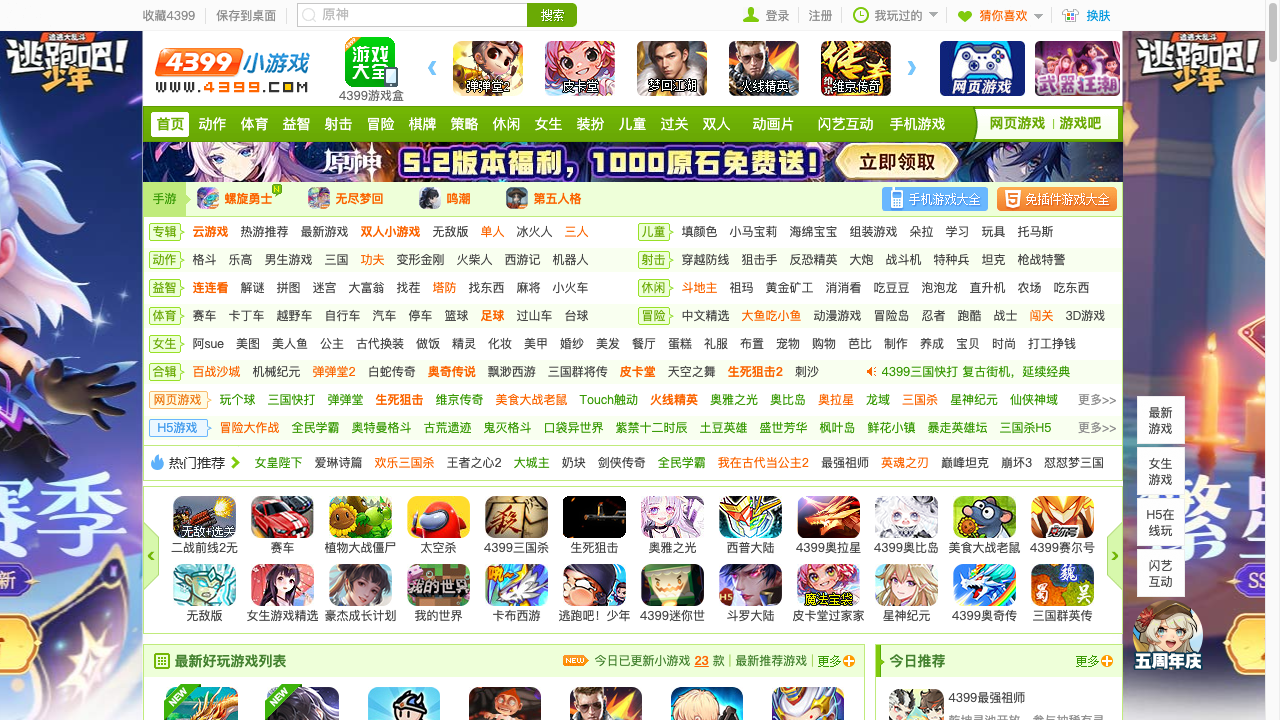 收藏4399 保存到桌面 原神 搜索 登录 注册 我玩过的 猜你喜欢 换肤
逃跑吧！少年
4399小游戏
www.4399.com
游戏大全
4399游戏盒
弹弹堂2 皮卡堂 梦回江湖 火线精英 维京传奇 网页游戏 武器狂潮
逃跑吧！少年
首页 动作 体育 益智 射击 冒险 棋牌 策略 休闲 女生 装扮 儿童 过关 双人 动画片 闪艺互动 手机游戏 网页游戏 游戏吧
原神 5.2版本福利，1000原石免费送！ 立即领取
手游 螺旋勇士 N 无尽梦回 鸣潮 第五人格 手机游戏大全 免插件游戏大全
专辑 云游戏 热游推荐 最新游戏 双人小游戏 无敌版 单人 冰火人 三人 儿童 填颜色 小马宝莉 海绵宝宝 组装游戏 朵拉 学习 玩具 托马斯
动作 格斗 乐高 男生游戏 三国 功夫 变形金刚 火柴人 西游记 机器人 射击 穿越防线 狙击手 反恐精英 大炮 战斗机 特种兵 坦克 枪战特警
益智 连连看 解谜 拼图 迷宫 大富翁 找茬 塔防 找东西 麻将 小火车 休闲 斗地主 祖玛 黄金矿工 消消看 吃豆豆 泡泡龙 直升机 农场 吃东西
体育 赛车 卡丁车 越野车 自行车 汽车 停车 篮球 足球 过山车 台球 冒险 中文精选 大鱼吃小鱼 动漫游戏 冒险岛 忍者 跑酷 战士 闯关 3D游戏
女生 阿sue 美图 美人鱼 公主 古代换装 做饭 精灵 化妆 美甲 婚纱 美发 餐厅 蛋糕 礼服 布置 宠物 购物 芭比 制作 养成 宝贝 时尚 打工挣钱
合辑 百战沙城 机械纪元 弹弹堂2 白蛇传奇 奥奇传说 飘渺西游 三国群将传 皮卡堂 天空之舞 生死狙击2 刺沙 4399三国快打 复古街机，延续经典
网页游戏 玩个球 三国快打 弹弹堂 生死狙击 维京传奇 美食大战老鼠 Touch触动 火线精英 奥雅之光 奥比岛 奥拉星 龙域 三国杀 星神纪元 仙侠神域 更多>>
H5游戏 冒险大作战 全民学霸 奥特曼格斗 古荒遗迹 鬼灭格斗 口袋异世界 紫禁十二时辰 土豆英雄 盛世芳华 枫叶岛 鲜花小镇 暴走英雄坛 三国杀H5 更多>>
热门推荐 女皇陛下 爱琳诗篇 欢乐三国杀 王者之心2 大城主 奶块 剑侠传奇 全民学霸 我在古代当公主2 最强祖师 英魂之刃 巅峰坦克 崩坏3 怼怼梦三国
无敌+选关
二战前线2无 赛车 植物大战僵尸 太空杀 4399三国杀 生死狙击 奥雅之光 西普大陆 4399奥拉星 4399奥比岛 美食大战老鼠 4399赛尔号
我的世界 H5 魔法宝袋 魏 蜀 吴
无敌版 女生游戏精选 豪杰成长计划 我的世界 卡布西游 逃跑吧！少年 4399迷你世 斗罗大陆 皮卡堂过家家 星神纪元 4399奥奇传 三国群英传
最新游戏
女生游戏
H5在线玩
闪艺互动
五周年庆
最新好玩游戏列表 NEW 今日已更新小游戏 23 款 最新推荐游戏 更多 今日推荐 更多
NEW NEW
4399最强祖师